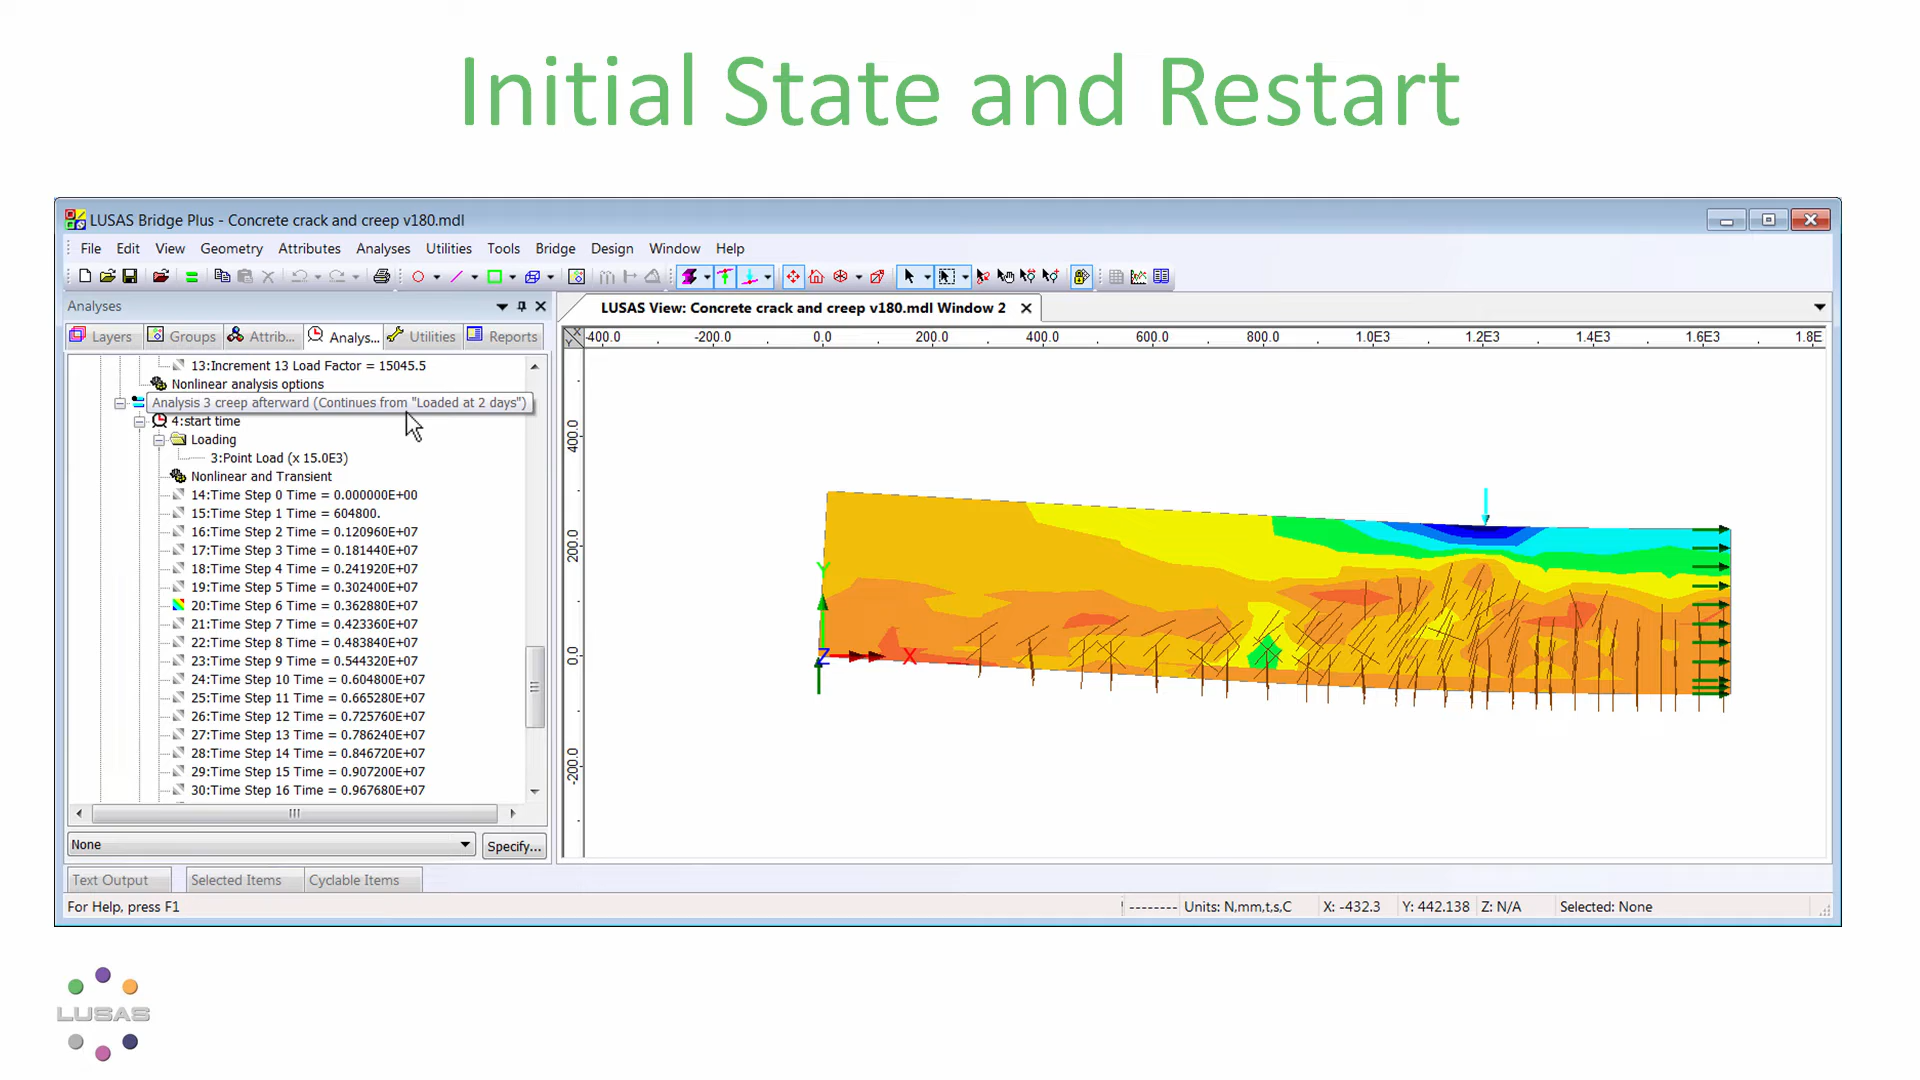 Initial State and Restart
LUSAS Bridge Plus - Concrete crack and creep v180.mdl
File Edit View Geometry Attributes Analyses Utilities Tools Bridge Design Window Help
Analyses
LUSAS View: Concrete crack and creep v180.mdl Window 2
Layers Groups Attrib... Analys... Utilities Reports
X
Y
-400.0 -200.0 0.0 200.0 400.0 600.0 800.0 1.0E3 1.2E3 1.4E3 1.6E3 1.8E
400.0
200.0
0.0
-200.0
13:Increment 13 Load Factor = 15045.5
Nonlinear analysis options
Analysis 3 creep afterward (Continues from "Loaded at 2 days")
4:start time
Loading
3:Point Load (x 15.0E3)
Nonlinear and Transient
14:Time Step 0 Time = 0.000000E+00
15:Time Step 1 Time = 604800.
16:Time Step 2 Time = 0.120960E+07
17:Time Step 3 Time = 0.181440E+07
18:Time Step 4 Time = 0.241920E+07
19:Time Step 5 Time = 0.302400E+07
20:Time Step 6 Time = 0.362880E+07
21:Time Step 7 Time = 0.423360E+07
22:Time Step 8 Time = 0.483840E+07
23:Time Step 9 Time = 0.544320E+07
24:Time Step 10 Time = 0.604800E+07
25:Time Step 11 Time = 0.665280E+07
26:Time Step 12 Time = 0.725760E+07
27:Time Step 13 Time = 0.786240E+07
28:Time Step 14 Time = 0.846720E+07
29:Time Step 15 Time = 0.907200E+07
30:Time Step 16 Time = 0.967680E+07
Y
Z
X
None
Specify...
Text Output Selected Items Cyclable Items
For Help, press F1
Units: N,mm,t,s,C X: -432.3 Y: 442.138 Z: N/A Selected: None
LUSAS